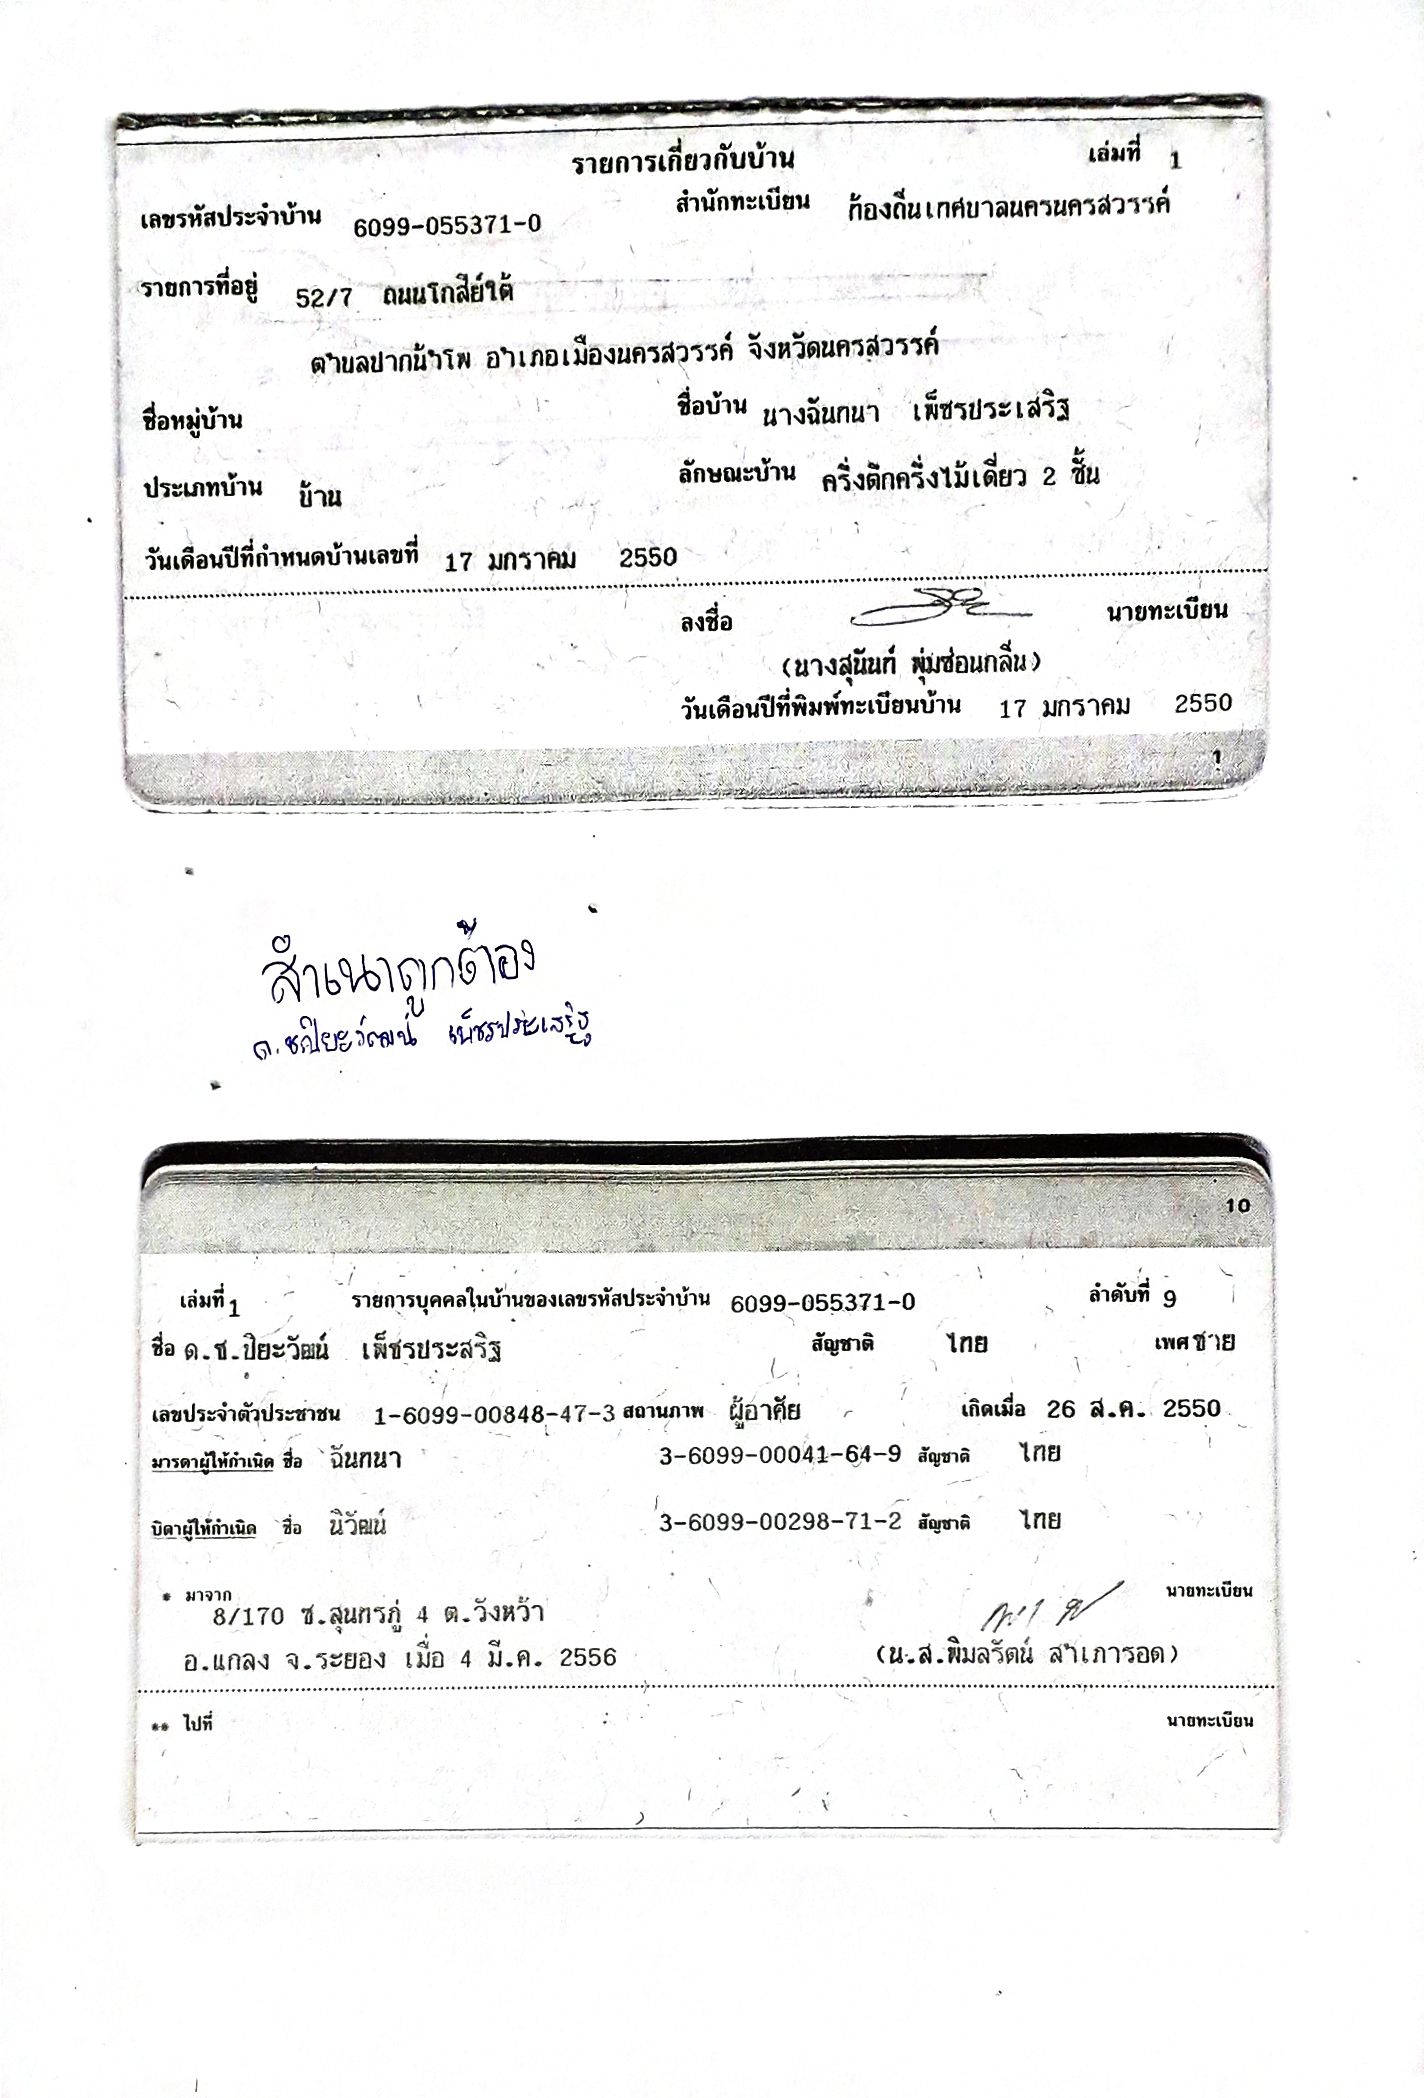 รายการเกี่ยวกับบ้าน เล่มที่ 1
เลขรหัสประจำบ้าน 6099-055371-0 สำนักทะเบียน ท้องถิ่นเทศบาลนครนครสวรรค์
รายการที่อยู่ 52/7 ถนนโกสีย์ใต้
ตำบลปากน้ำโพ อำเภอเมืองนครสวรรค์ จังหวัดนครสวรรค์
ชื่อหมู่บ้าน ชื่อบ้าน นางฉันทนา เพ็ชรประเสริฐ
ประเภทบ้าน บ้าน ลักษณะบ้าน ครึ่งตึกครึ่งไม้เดี่ยว 2 ชั้น
วันเดือนปีที่กำหนดบ้านเลขที่ 17 มกราคม 2550
ลงชื่อ นายทะเบียน
(นางสุนันท์ พุ่มซ่อนกลิ่น)
วันเดือนปีที่พิมพ์ทะเบียนบ้าน 17 มกราคม 2550
1
สำเนาถูกต้อง
ด.ชปิยะวัฒน์ เพ็ชรประเสริฐ
10
เล่มที่ 1 รายการบุคคลในบ้านของเลขรหัสประจำบ้าน 6099-055371-0 ลำดับที่ 9
ชื่อ ด.ช.ปิยะวัฒน์ เพ็ชรประสริฐ สัญชาติ ไทย เพศ ชาย
เลขประจำตัวประชาชน 1-6099-00848-47-3 สถานภาพ ผู้อาศัย เกิดเมื่อ 26 ส.ค. 2550
มารดาผู้ให้กำเนิด ชื่อ ฉันทนา 3-6099-00041-64-9 สัญชาติ ไทย
บิดาผู้ให้กำเนิด ชื่อ นิวัฒน์ 3-6099-00298-71-2 สัญชาติ ไทย
* มาจาก นายทะเบียน
8/170 ซ.สุนทรภู่ 4 ต.วังหว้า
อ.แกลง จ.ระยอง เมื่อ 4 มี.ค. 2556 (น.ส.พิมลรัตน์ สำเภารอด)
** ไปที่ นายทะเบียน